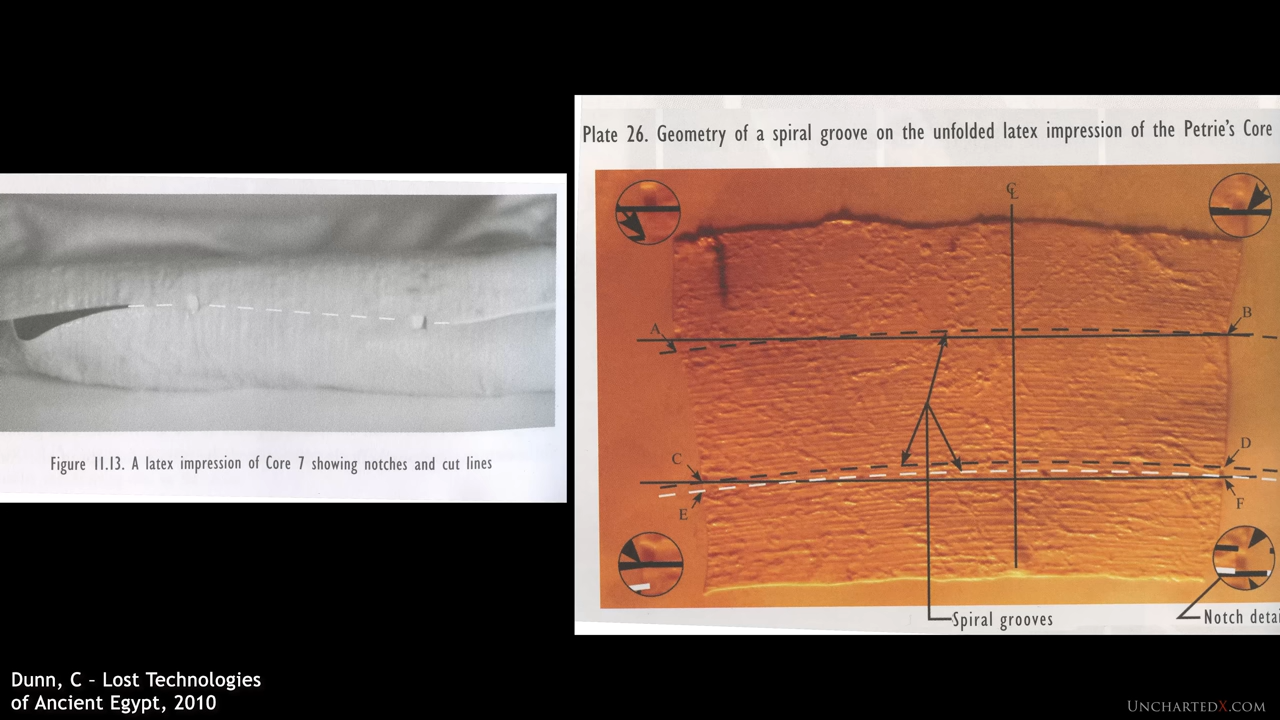 Plate 26. Geometry of a spiral groove on the unfolded latex impression of the Petrie's Core
℄
A
B
C
D
E
F
Spiral grooves
Notch detai
Figure 11.13. A latex impression of Core 7 showing notches and cut lines
Dunn, C – Lost Technologies
of Ancient Egypt, 2010
UNCHARTEDX.COM